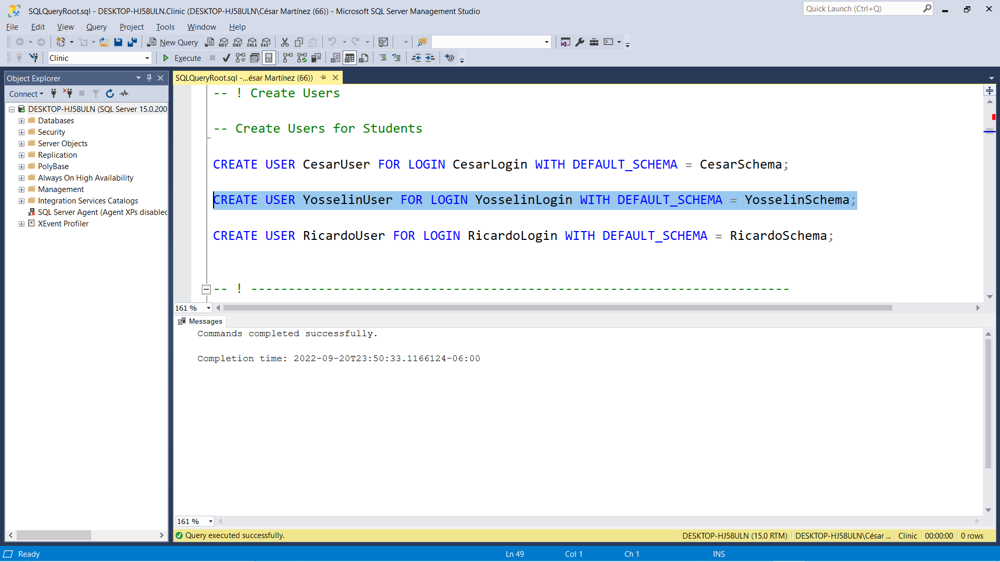 SQLQueryRoot.sql - DESKTOP-HJ58ULN.Clinic (DESKTOP-HJ58ULN\César Martínez (66)) - Microsoft SQL Server Management Studio
Quick Launch (Ctrl+Q)
File Edit View Query Project Tools Window Help
New Query MDX DMX XMLA DAX
Clinic Execute
Object Explorer
SQLQueryRoot.sql -...ésar Martínez (66))
Connect
DESKTOP-HJ58ULN (SQL Server 15.0.200
Databases
Security
Server Objects
Replication
PolyBase
Always On High Availability
Management
Integration Services Catalogs
SQL Server Agent (Agent XPs disabled
XEvent Profiler
-- ! Create Users
-- Create Users for Students
CREATE USER CesarUser FOR LOGIN CesarLogin WITH DEFAULT_SCHEMA = CesarSchema;
CREATE USER YosselinUser FOR LOGIN YosselinLogin WITH DEFAULT_SCHEMA = YosselinSchema;
CREATE USER RicardoUser FOR LOGIN RicardoLogin WITH DEFAULT_SCHEMA = RicardoSchema;
-- ! ------------------------------------------------------------------------
161 %
Messages
Commands completed successfully.
Completion time: 2022-09-20T23:50:33.1166124-06:00
161 %
Query executed successfully.
DESKTOP-HJ58ULN (15.0 RTM) DESKTOP-HJ58ULN\César ... Clinic 00:00:00 0 rows
Ready Ln 49 Col 1 Ch 1 INS